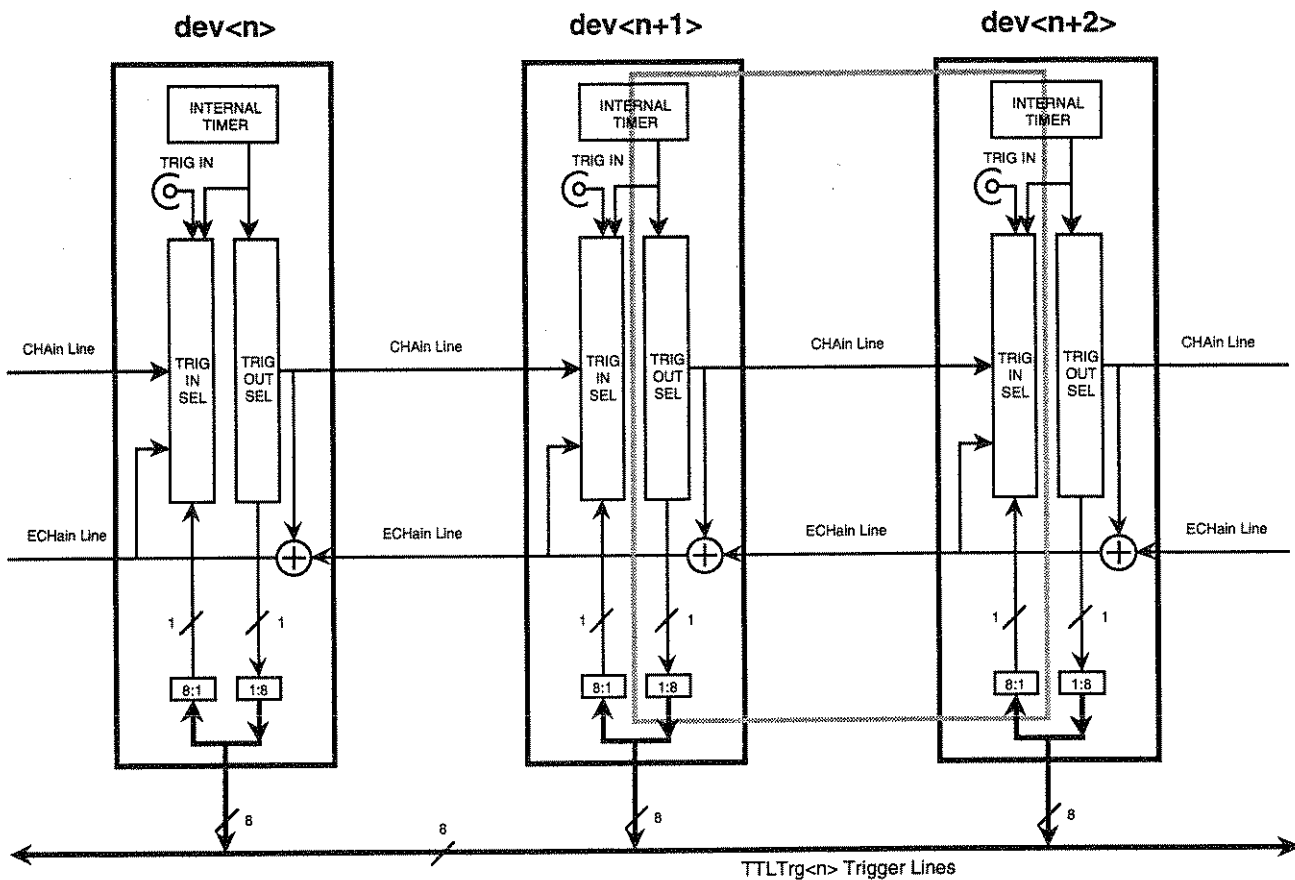 dev<n>
dev<n+1>
dev<n+2>
INTERNAL
TIMER
INTERNAL
TIMER
INTERNAL
TIMER
TRIG IN
TRIG IN
TRIG IN
CHAin Line
TRIG
IN
SEL
TRIG
OUT
SEL
CHAin Line
TRIG
IN
SEL
TRIG
OUT
SEL
CHAin Line
TRIG
IN
SEL
TRIG
OUT
SEL
CHAin Line
ECHain Line
ECHain Line
ECHain Line
ECHain Line
1
1
1
1
1
1
8:1
1:8
8:1
1:8
8:1
1:8
8
8
8
8
TTLTrg<n> Trigger Lines